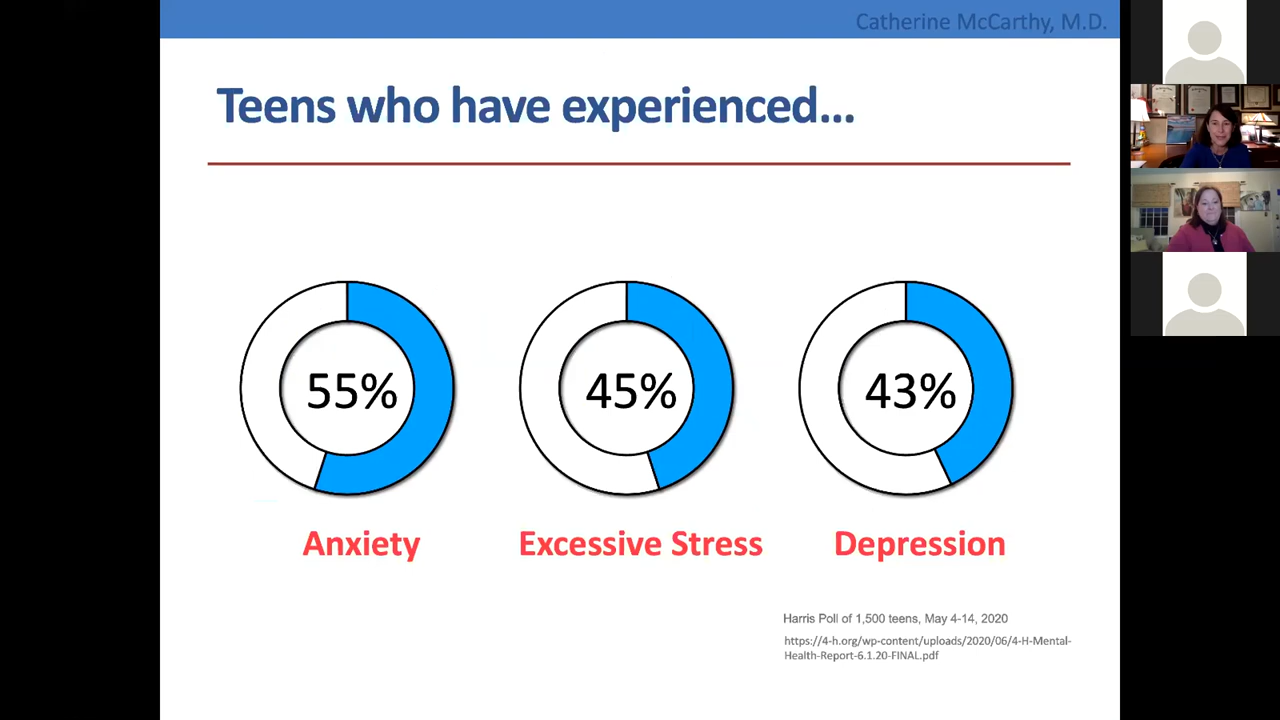 Catherine McCarthy, M.D.
Teens who have experienced...
55%
45%
43%
Anxiety
Excessive Stress
Depression
Harris Poll of 1,500 teens, May 4-14, 2020
https://4-h.org/wp-content/uploads/2020/06/4-H-Mental-
Health-Report-6.1.20-FINAL.pdf